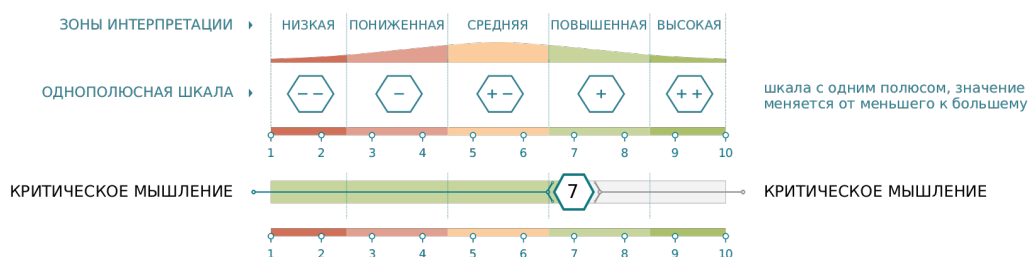 ЗОНЫ ИНТЕРПРЕТАЦИИ НИЗКАЯ ПОНИЖЕННАЯ СРЕДНЯЯ ПОВЫШЕННАЯ ВЫСОКАЯ
ОДНОПОЛЮСНАЯ ШКАЛА − − − + − + + + шкала с одним полюсом, значение
меняется от меньшего к большему
1 2 3 4 5 6 7 8 9 10
КРИТИЧЕСКОЕ МЫШЛЕНИЕ 7 КРИТИЧЕСКОЕ МЫШЛЕНИЕ
1 2 3 4 5 6 7 8 9 10